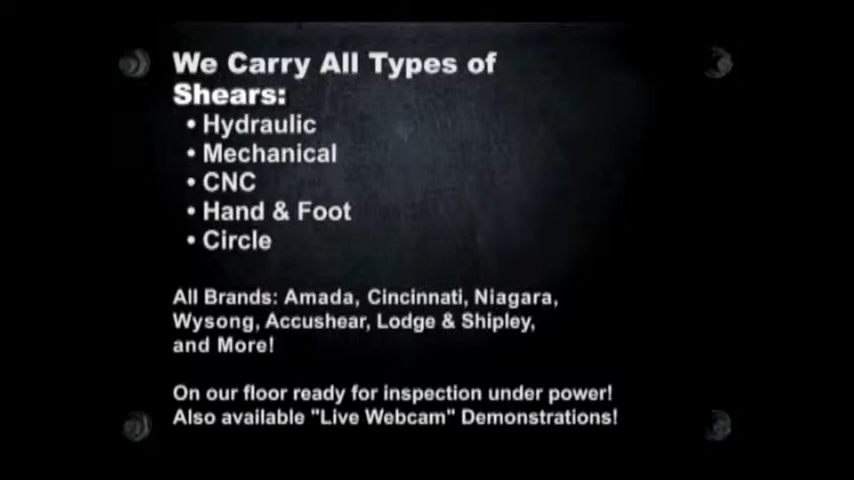 We Carry All Types of
Shears:
• Hydraulic
• Mechanical
• CNC
• Hand & Foot
• Circle
All Brands: Amada, Cincinnati, Niagara,
Wysong, Accushear, Lodge & Shipley,
and More!
On our floor ready for inspection under power!
Also available "Live Webcam" Demonstrations!